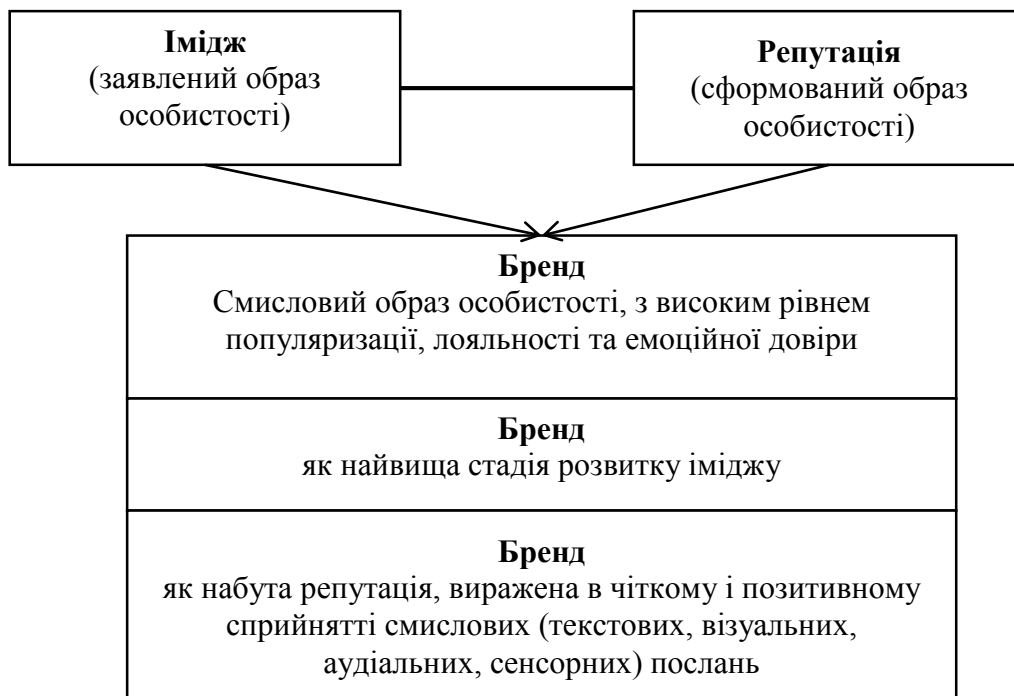 Імідж
(заявлений образ
особистості)
Репутація
(сформований образ
особистості)
Бренд
Смисловий образ особистості, з високим рівнем
популяризації, лояльності та емоційної довіри
Бренд
як найвища стадія розвитку іміджу
Бренд
як набута репутація, виражена в чіткому і позитивному
сприйнятті смислових (текстових, візуальних,
аудіальних, сенсорних) послань